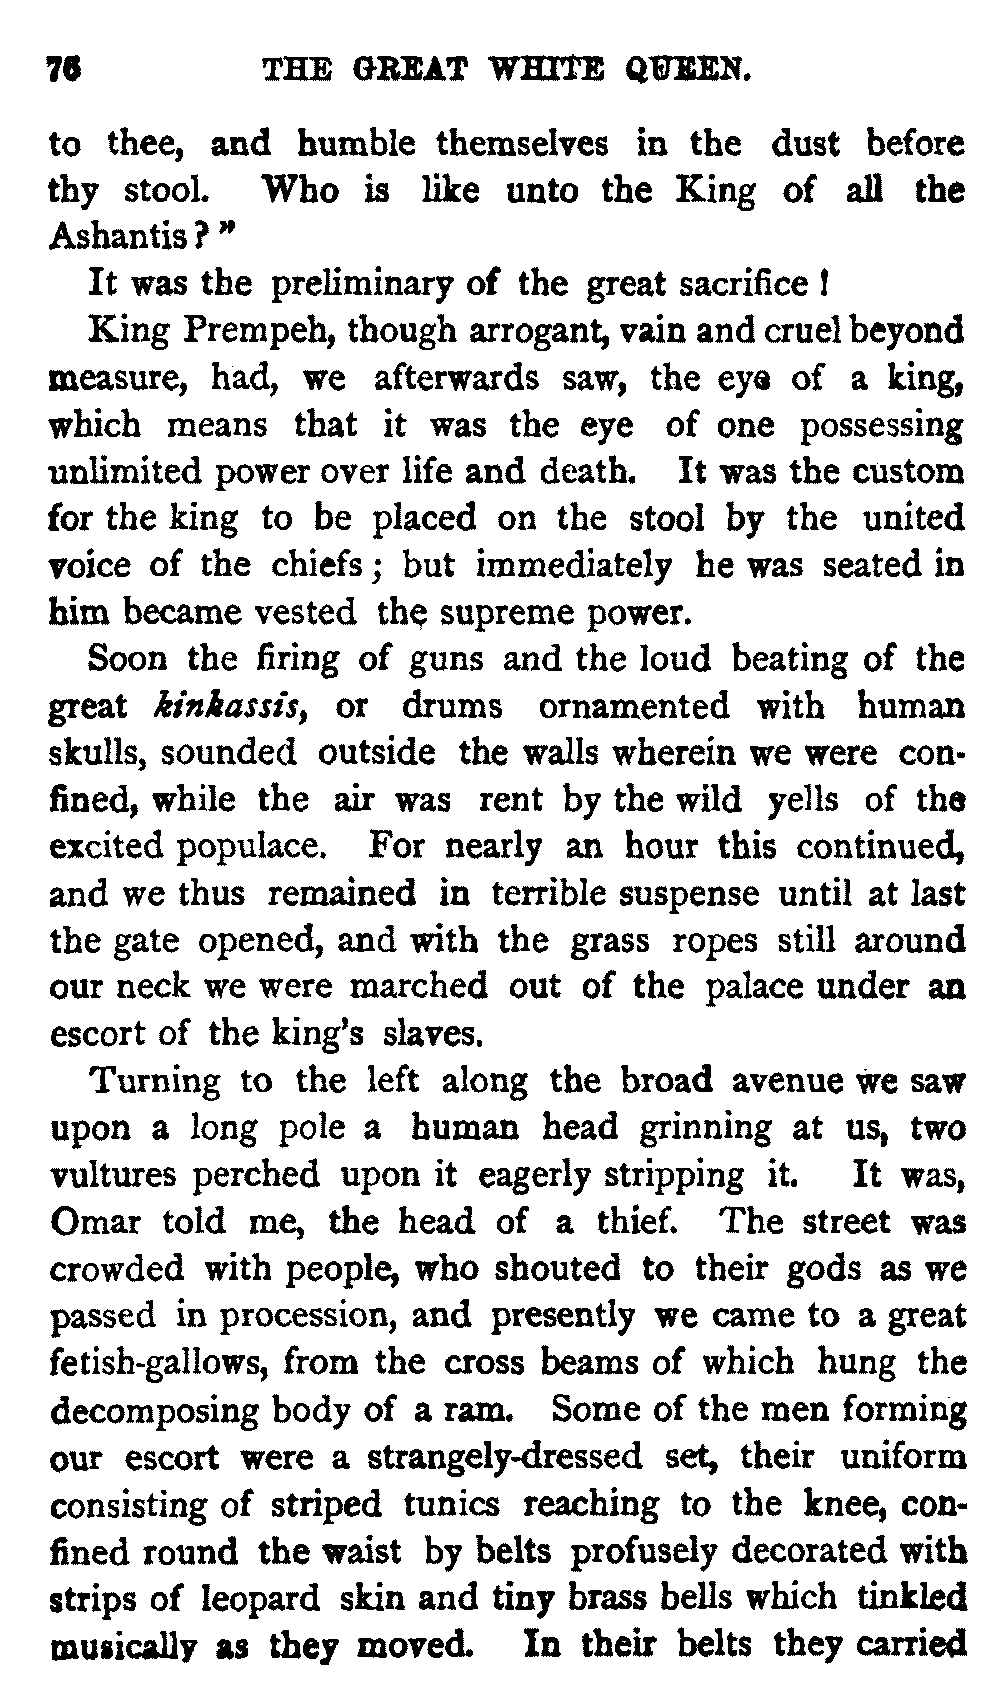 76 THE GREAT WHITE QUEEN.
to thee, and humble themselves in the dust before
thy stool. Who is like unto the King of all the
Ashantis?"
It was the preliminary of the great sacrifice!
King Prempeh, though arrogant, vain and cruel beyond
measure, had, we afterwards saw, the eye of a king,
which means that it was the eye of one possessing
unlimited power over life and death. It was the custom
for the king to be placed on the stool by the united
voice of the chiefs; but immediately he was seated in
him became vested the supreme power.
Soon the firing of guns and the loud beating of the
great kinkassis, or drums ornamented with human
skulls, sounded outside the walls wherein we were con-
fined, while the air was rent by the wild yells of the
excited populace. For nearly an hour this continued,
and we thus remained in terrible suspense until at last
the gate opened, and with the grass ropes still around
our neck we were marched out of the palace under an
escort of the king's slaves.
Turning to the left along the broad avenue we saw
upon a long pole a human head grinning at us, two
vultures perched upon it eagerly stripping it. It was,
Omar told me, the head of a thief. The street was
crowded with people, who shouted to their gods as we
passed in procession, and presently we came to a great
fetish-gallows, from the cross beams of which hung the
decomposing body of a ram. Some of the men forming
our escort were a strangely-dressed set, their uniform
consisting of striped tunics reaching to the knee, con-
fined round the waist by belts profusely decorated with
strips of leopard skin and tiny brass bells which tinkled
musically as they moved. In their belts they carried